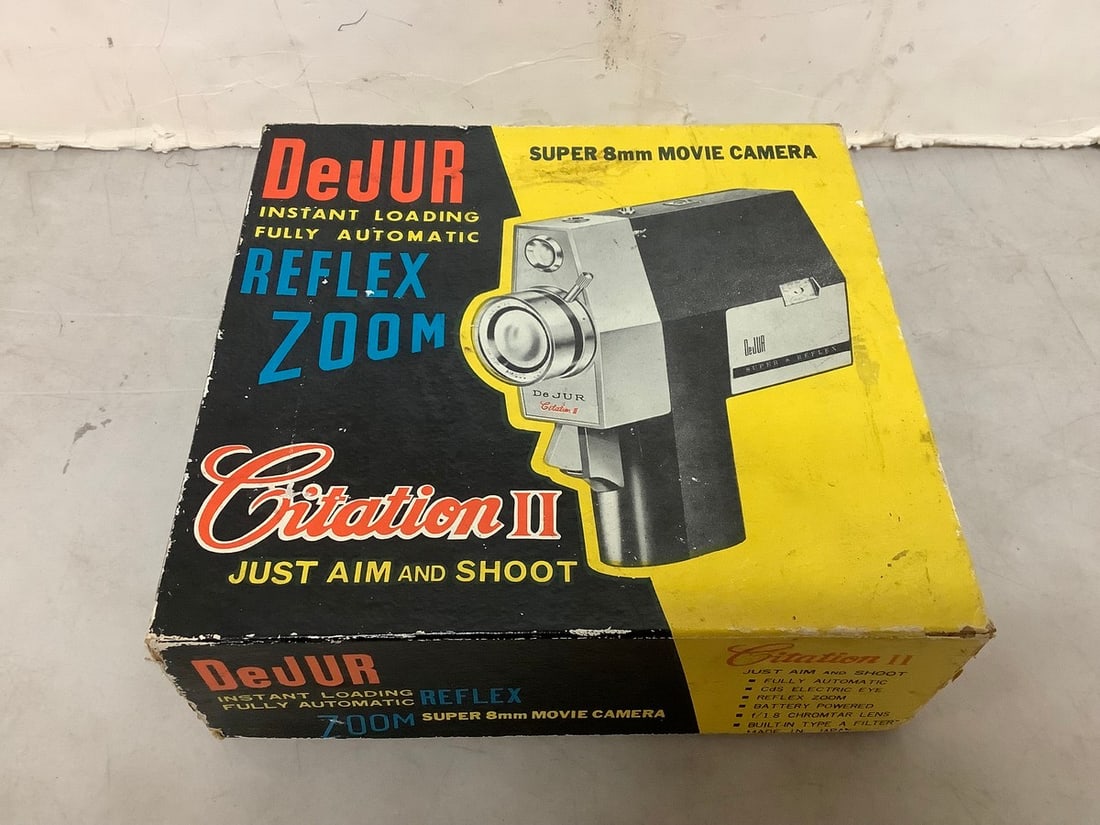 DeJUR
INSTANT LOADING
FULLY AUTOMATIC
REFLEX
ZOOM
Citation II
JUST AIM AND SHOOT
SUPER 8mm MOVIE CAMERA
DeJUR
SUPER 8 REFLEX
DeJUR
Citation II
DeJUR
INSTANT LOADING
FULLY AUTOMATIC
REFLEX
ZOOM
SUPER 8mm MOVIE CAMERA
Citation II
JUST AIM AND SHOOT
▪ FULLY AUTOMATIC
▪ CdS ELECTRIC EYE
▪ REFLEX ZOOM
▪ BATTERY POWERED
▪ f/1.8 CHROMTAR LENS
▪ BUILT-IN TYPE A FILTER
MADE IN JAPAN